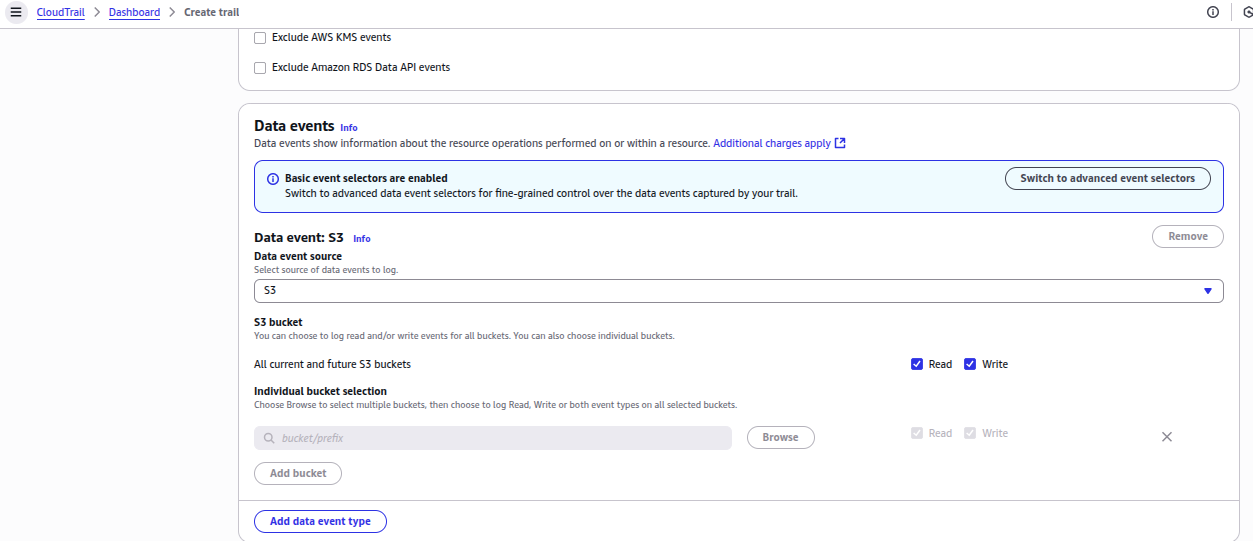 CloudTrail > Dashboard > Create trail
Exclude AWS KMS events
Exclude Amazon RDS Data API events
Data events Info
Data events show information about the resource operations performed on or within a resource. Additional charges apply
Basic event selectors are enabled
Switch to advanced data event selectors for fine-grained control over the data events captured by your trail.
Switch to advanced event selectors
Data event: S3 Info
Remove
Data event source
Select source of data events to log.
S3
S3 bucket
You can choose to log read and/or write events for all buckets. You can also choose individual buckets.
All current and future S3 buckets Read Write
Individual bucket selection
Choose Browse to select multiple buckets, then choose to log Read, Write or both event types on all selected buckets.
bucket/prefix Browse Read Write
Add bucket
Add data event type